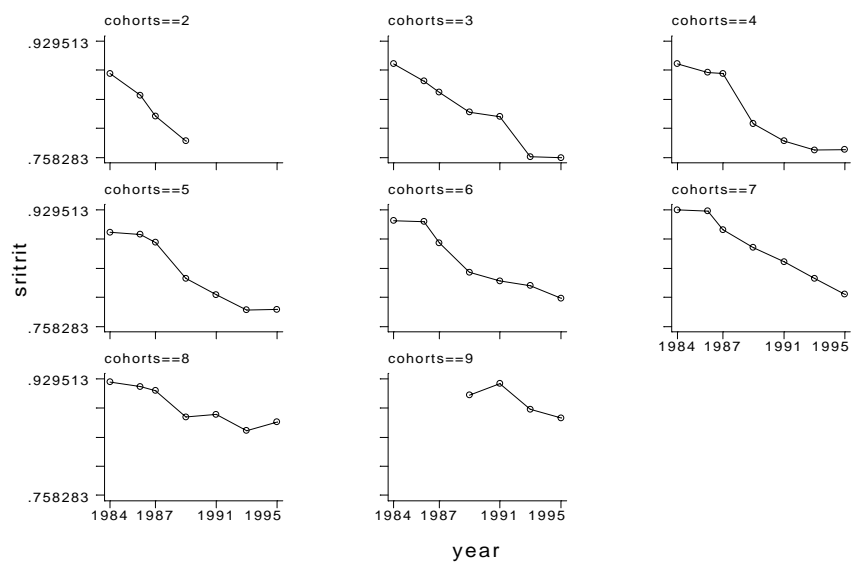 cohorts==2 cohorts==3 cohorts==4
.929513
.758283
cohorts==5 cohorts==6 cohorts==7
.929513
.758283
1984 1987 1991 1995
cohorts==8 cohorts==9
.929513
.758283
1984 1987 1991 1995 1984 1987 1991 1995
sritrit
year